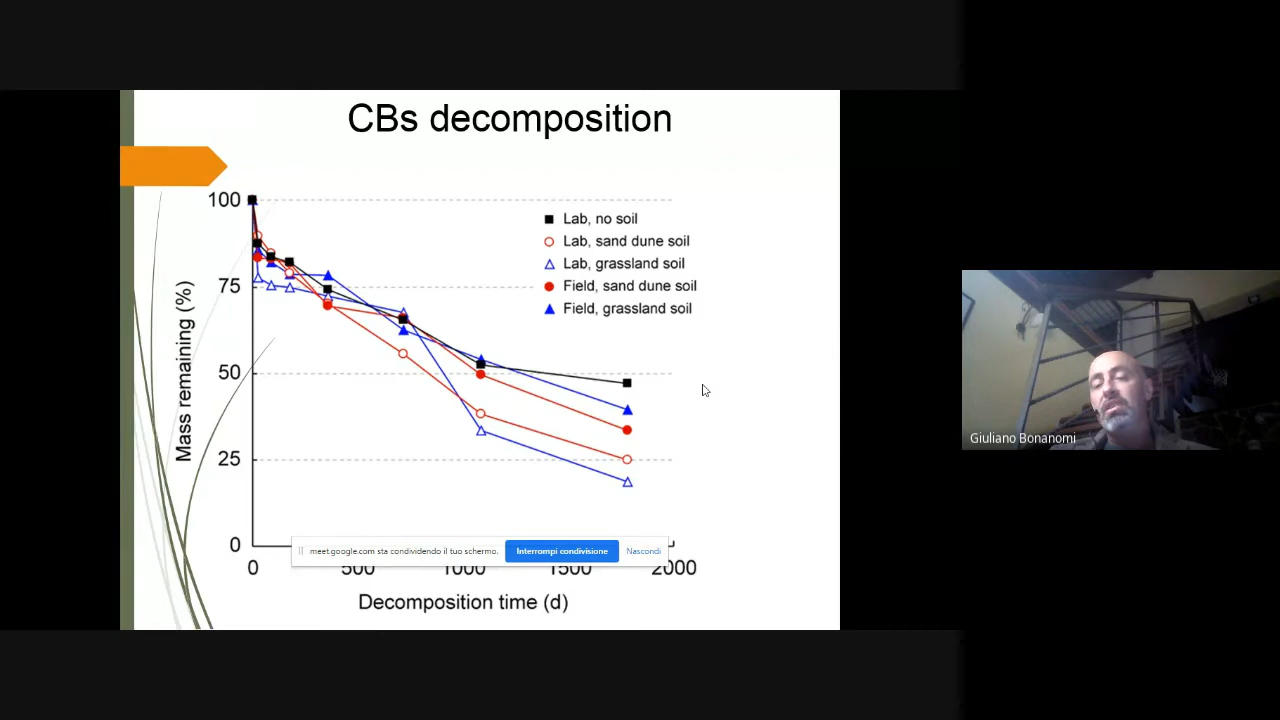 CBs decomposition
100
75
50
25
0
Mass remaining (%)
Lab, no soil
Lab, sand dune soil
Lab, grassland soil
Field, sand dune soil
Field, grassland soil
meet.google.com sta condividendo il tuo schermo.
Interrompi condivisione
Nascondi
0 500 1000 1500 2000
Decomposition time (d)
Giuliano Bonanomi